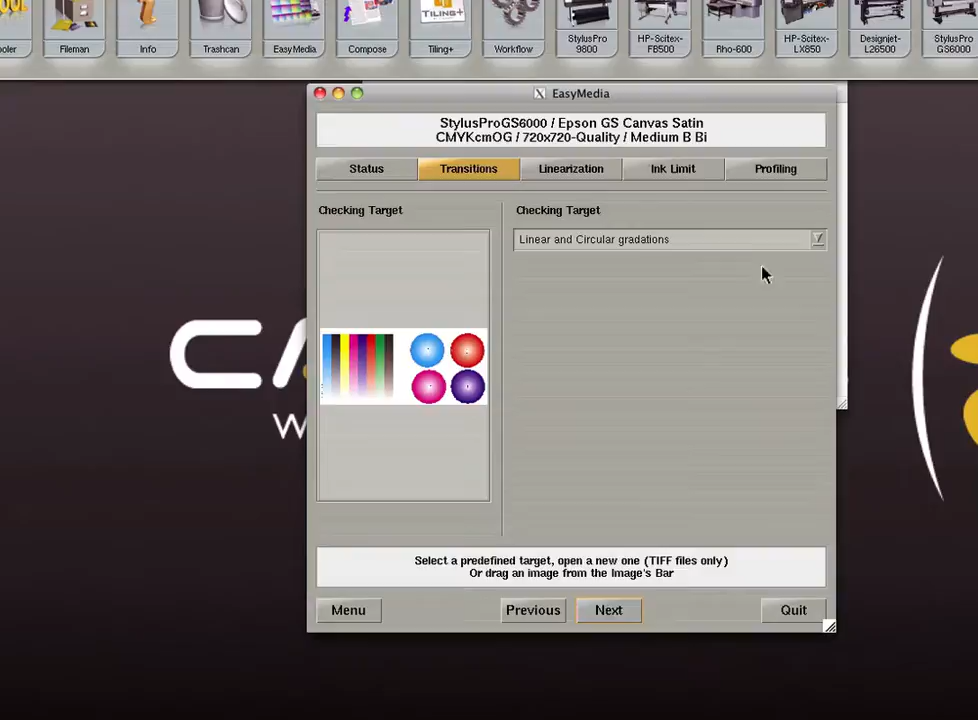 ooler
Fileman
Info
Trashcan
EasyMedia
Compose
Tiling+
Workflow
StylusPro
9800
HP-Scitex-
FB500
Rho-600
HP-Scitex-
LX850
Designjet-
L26500
StylusPro
GS6000
TILING+
X EasyMedia
StylusProGS6000 / Epson GS Canvas Satin
CMYKcmOG / 720x720-Quality / Medium B Bi
Status
Transitions
Linearization
Ink Limit
Profiling
Checking Target
Checking Target
Linear and Circular gradations
CA
W
Select a predefined target, open a new one (TIFF files only)
Or drag an image from the Image's Bar
Menu
Previous
Next
Quit